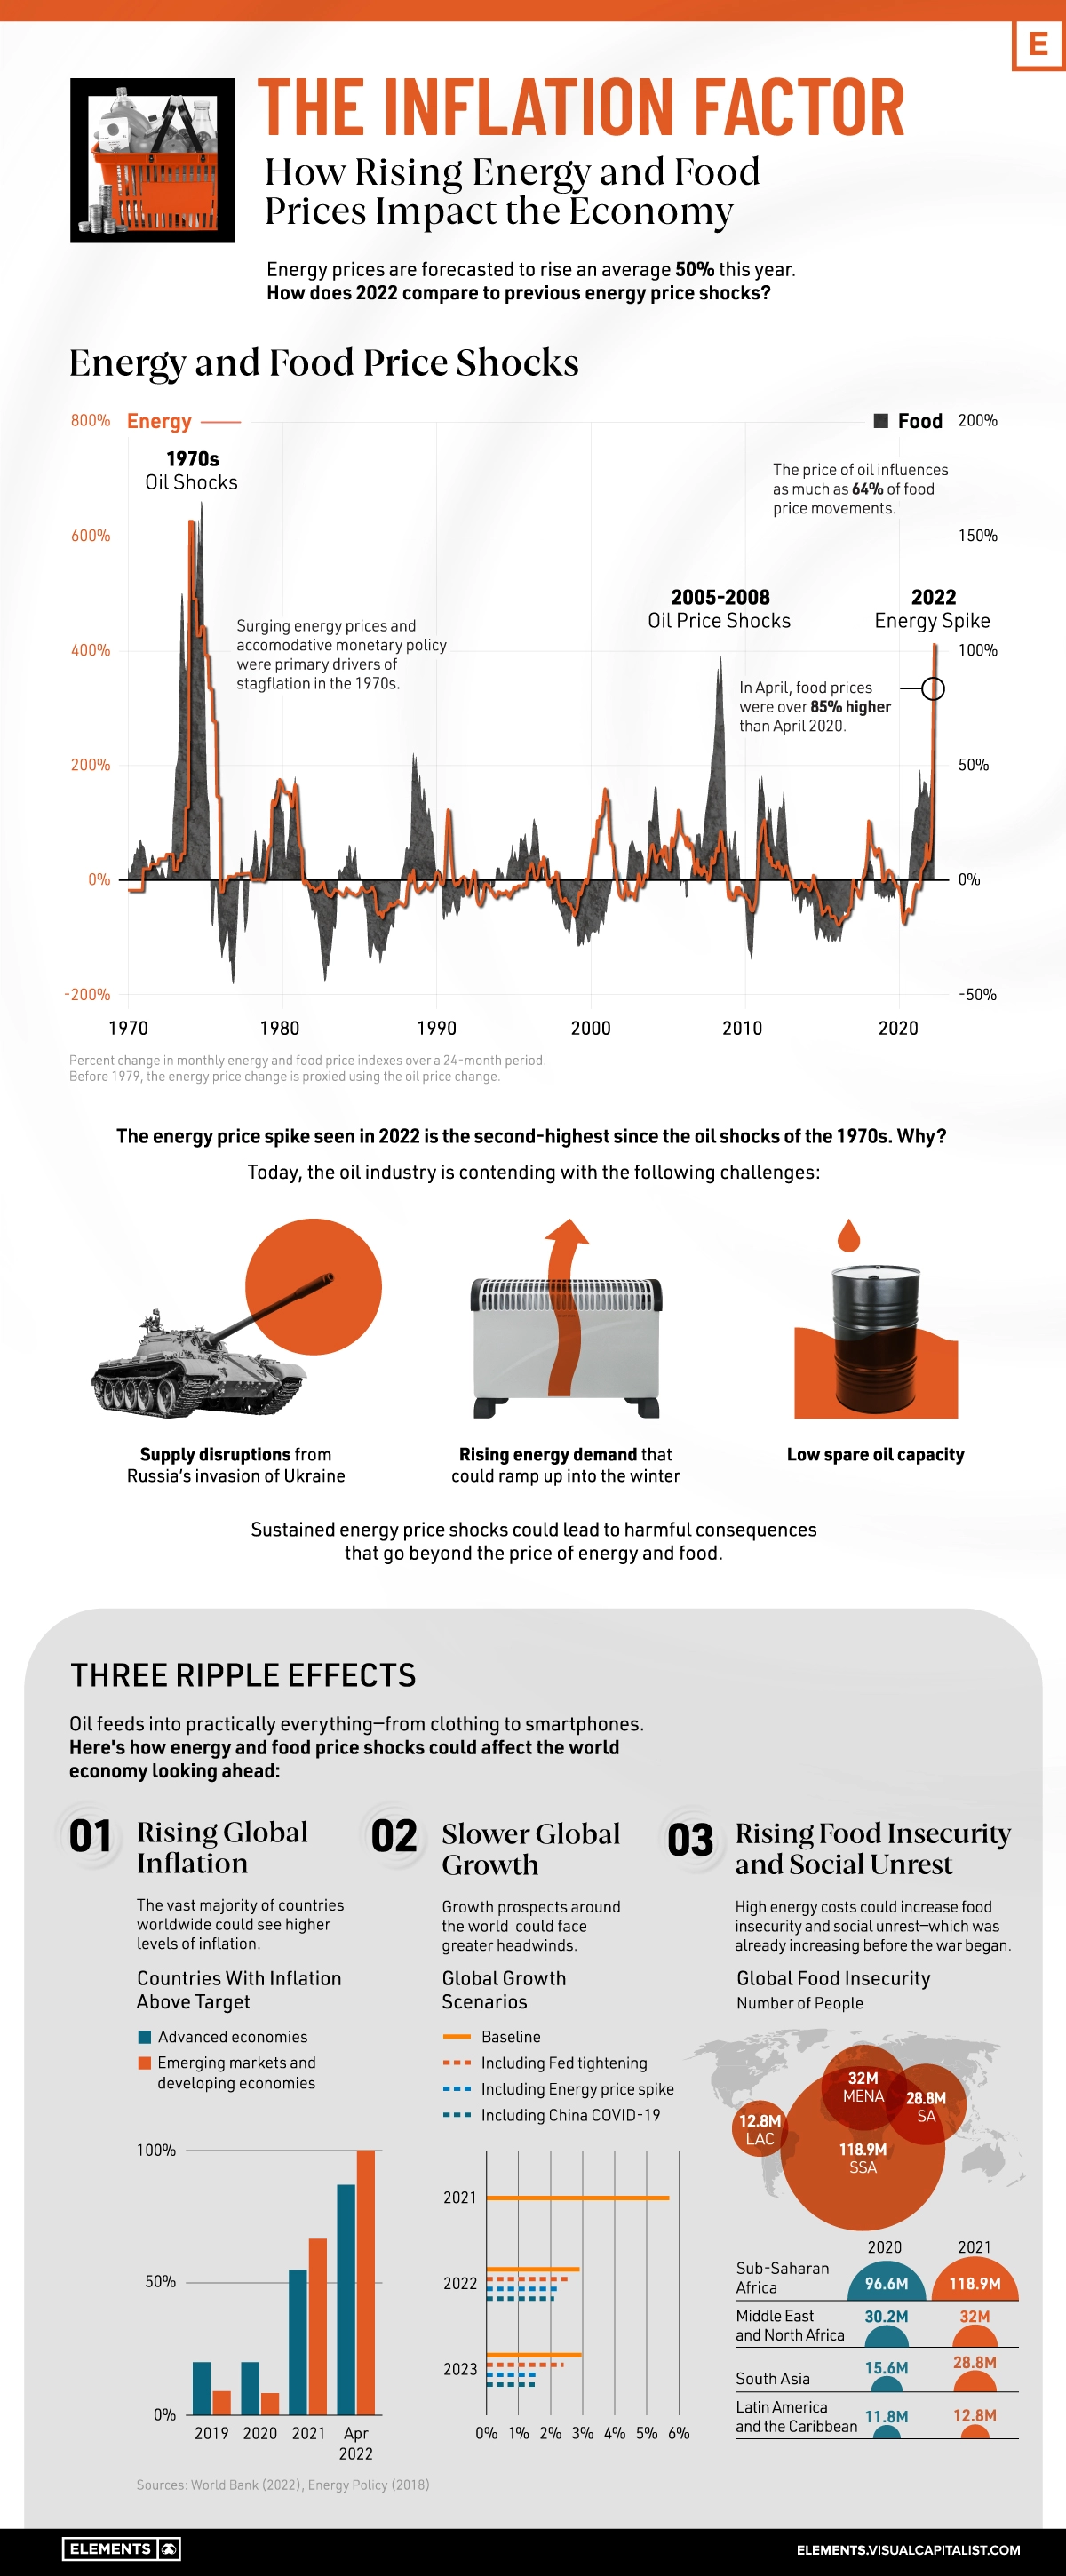 E
THE INFLATION FACTOR
How Rising Energy and Food
Prices Impact the Economy
Energy prices are forecasted to rise an average 50% this year.
How does 2022 compare to previous energy price shocks?
Energy and Food Price Shocks
800%
Energy
Food
200%
1970s
Oil Shocks
The price of oil influences
as much as 64% of food
price movements.
600%
150%
2005-2008
Oil Price Shocks
2022
Energy Spike
Surging energy prices and
accomodative monetary policy
were primary drivers of
stagflation in the 1970s.
400%
100%
In April, food prices
were over 85% higher
than April 2020.
200%
50%
0%
0%
-200%
-50%
1970
1980
1990
2000
2010
2020
Percent change in monthly energy and food price indexes over a 24-month period.
Before 1979, the energy price change is proxied using the oil price change.
The energy price spike seen in 2022 is the second-highest since the oil shocks of the 1970s. Why?
Today, the oil industry is contending with the following challenges:
Supply disruptions from
Russia's invasion of Ukraine
Rising energy demand that
could ramp up into the winter
Low spare oil capacity
Sustained energy price shocks could lead to harmful consequences
that go beyond the price of energy and food.
THREE RIPPLE EFFECTS
Oil feeds into practically everything—from clothing to smartphones.
Here's how energy and food price shocks could affect the world
economy looking ahead:
01
Rising Global
Inflation
The vast majority of countries
worldwide could see higher
levels of inflation.
Countries With Inflation
Above Target
Advanced economies
Emerging markets and
developing economies
100%
50%
0%
2019
2020
2021
Apr
2022
02
Slower Global
Growth
Growth prospects around
the world could face
greater headwinds.
Global Growth
Scenarios
Baseline
Including Fed tightening
Including Energy price spike
Including China COVID-19
2021
2022
2023
0%
1%
2%
3%
4%
5%
6%
03
Rising Food Insecurity
and Social Unrest
High energy costs could increase food
insecurity and social unrest—which was
already increasing before the war began.
Global Food Insecurity
Number of People
32M
MENA
28.8M
SA
12.8M
LAC
118.9M
SSA
2020
2021
Sub-Saharan
Africa
96.6M
118.9M
Middle East
and North Africa
30.2M
32M
South Asia
15.6M
28.8M
Latin America
and the Caribbean
11.8M
12.8M
Sources: World Bank (2022), Energy Policy (2018)
ELEMENTS
ELEMENTS.VISUALCAPITALIST.COM